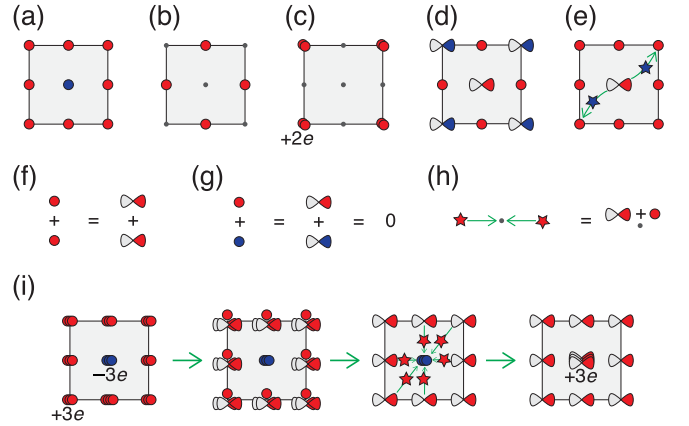 (a) (b) (c) (d) (e)
+2e
(f) (g) (h)
+ = + + = + = 0 = +
(i)
−3e
+3e
+3e